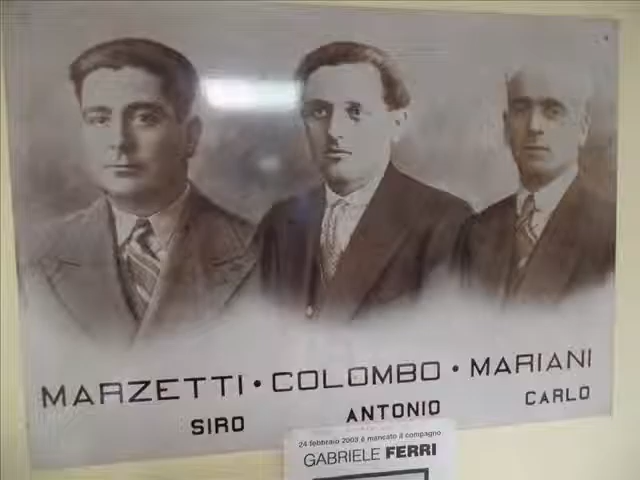 MARZETTI · COLOMBO · MARIANI
SIRO ANTONIO CARLO
24 febbraio 2003 è mancato il compagno
GABRIELE FERRI